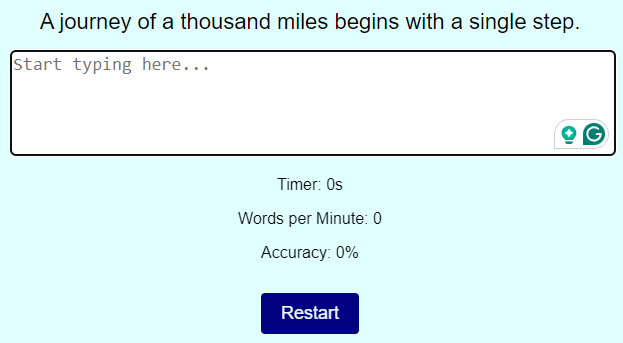 A journey of a thousand miles begins with a single step.
Start typing here...
Timer: 0s
Words per Minute: 0
Accuracy: 0%
Restart